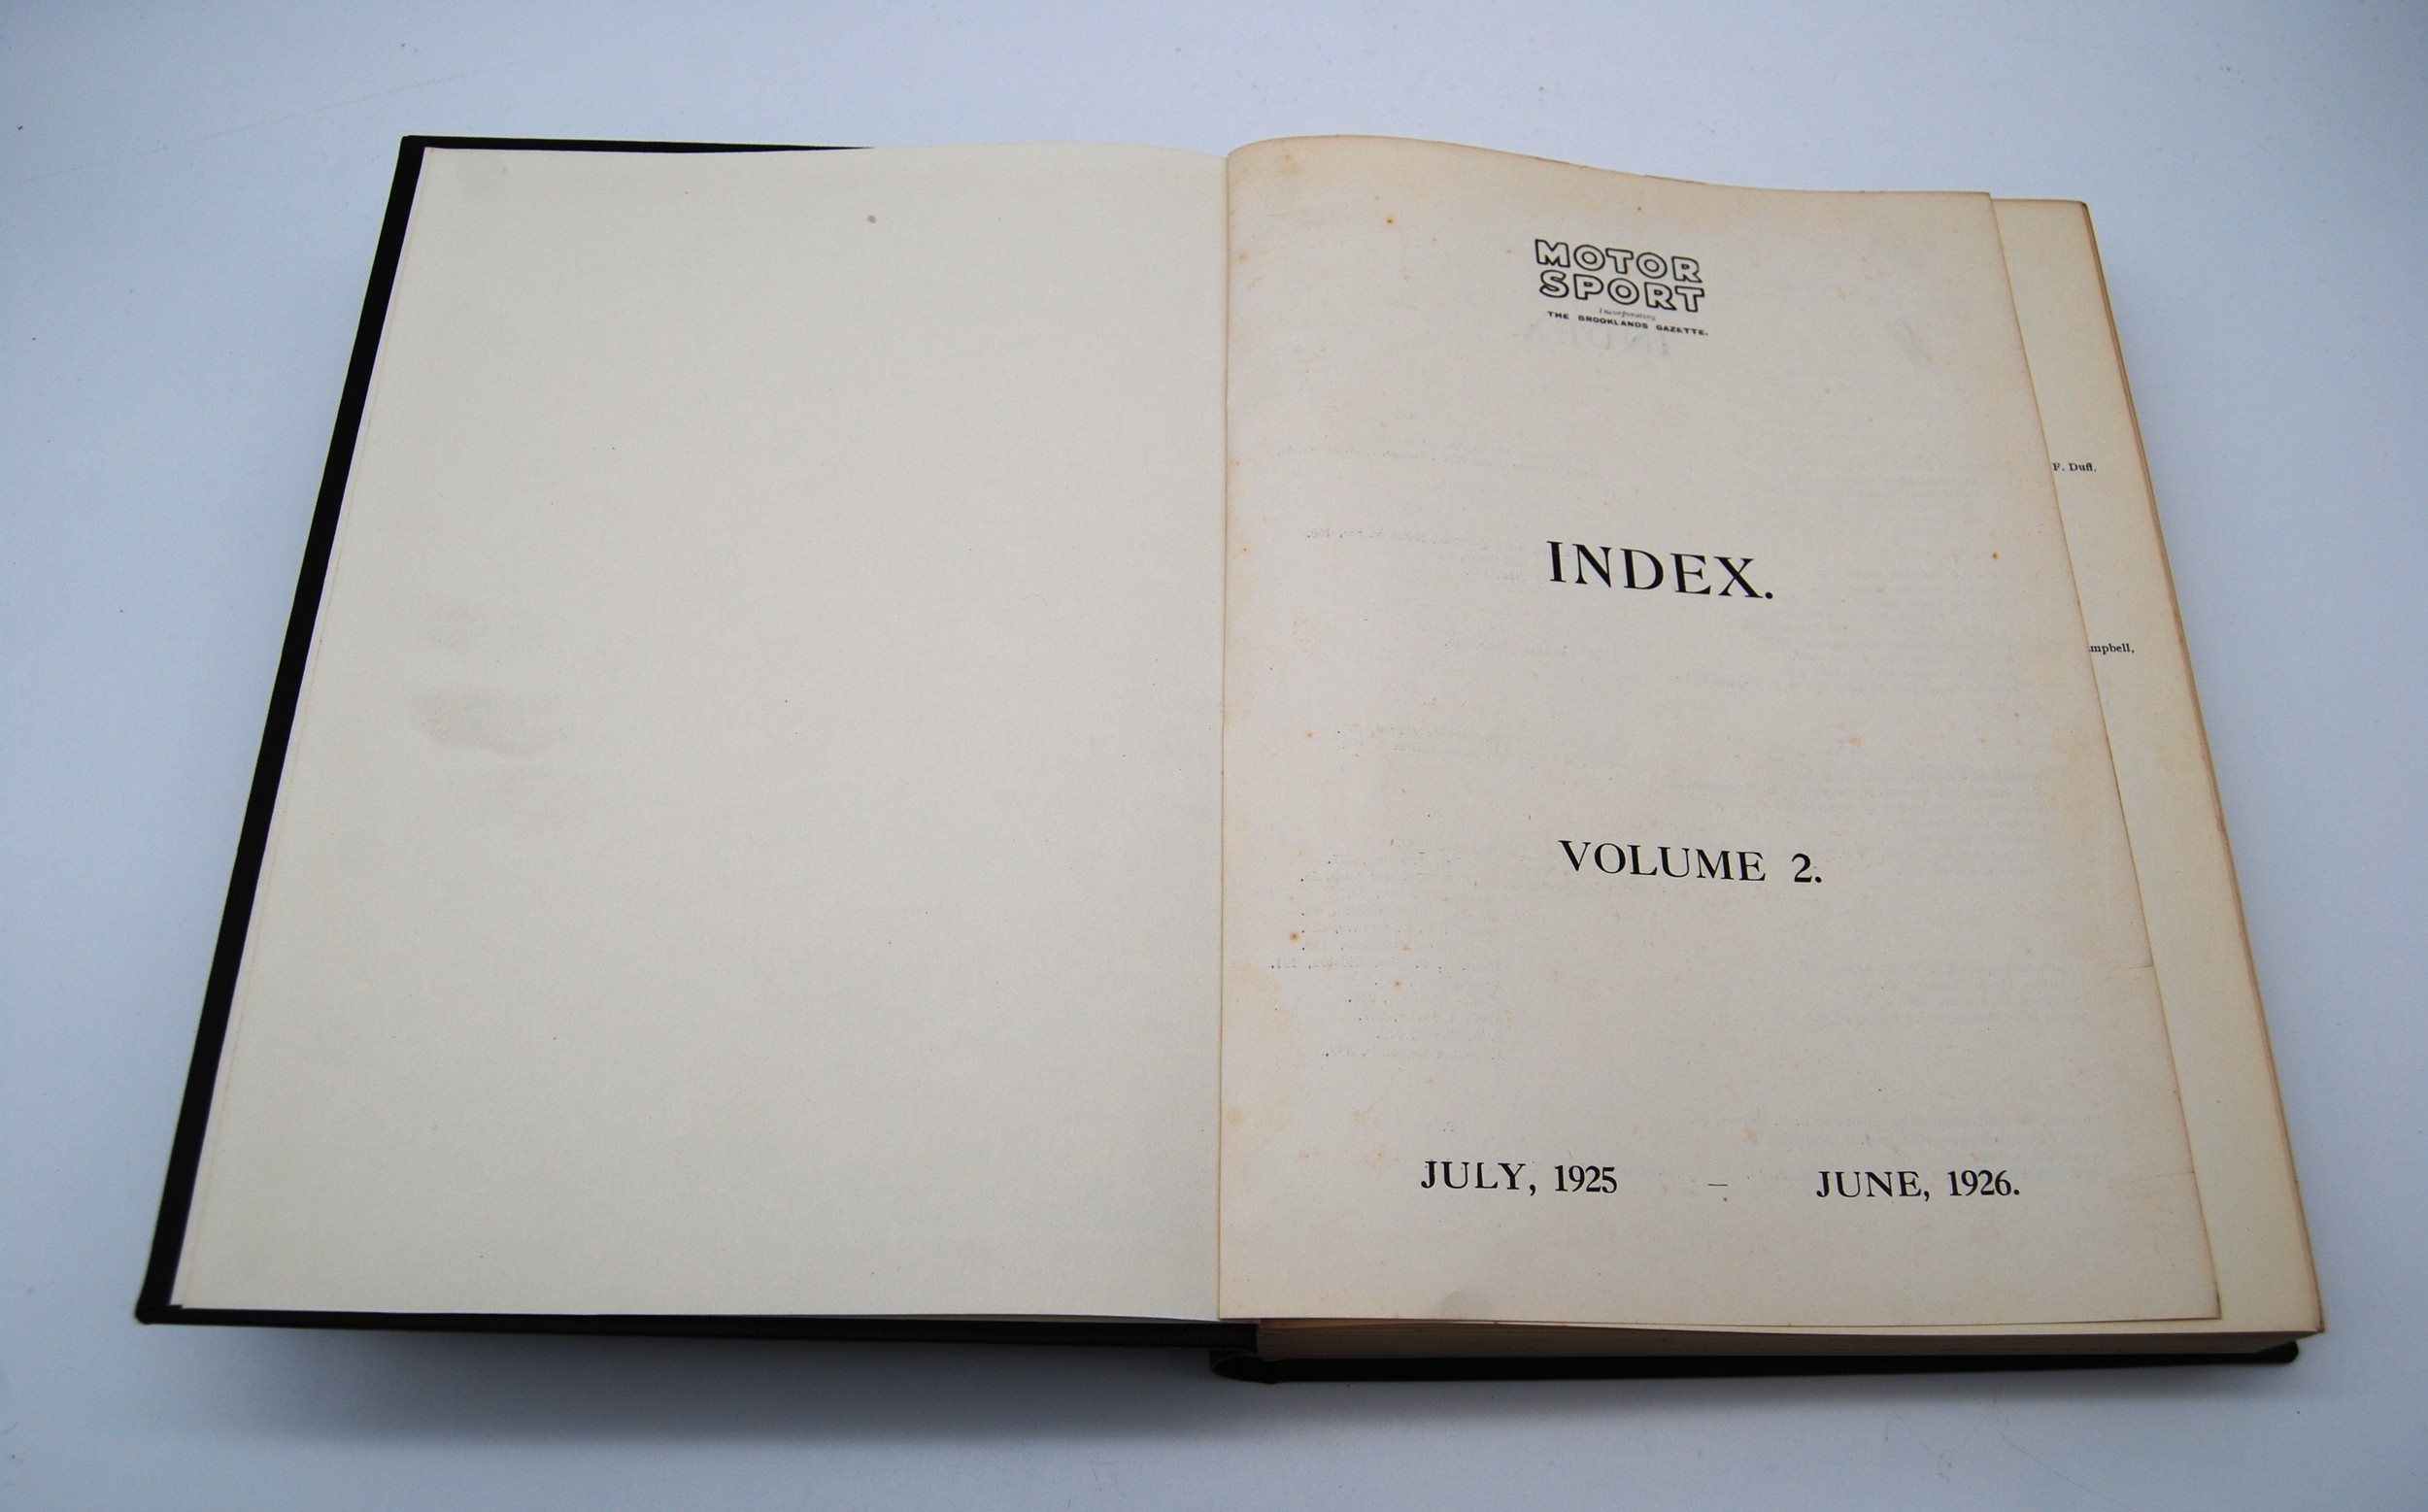 MOTOR
SPORT
Incorporating
THE BROOKLANDS GAZETTE.
INDEX.
VOLUME 2.
JULY, 1925 – JUNE, 1926.
F. Duff,
mpbell,